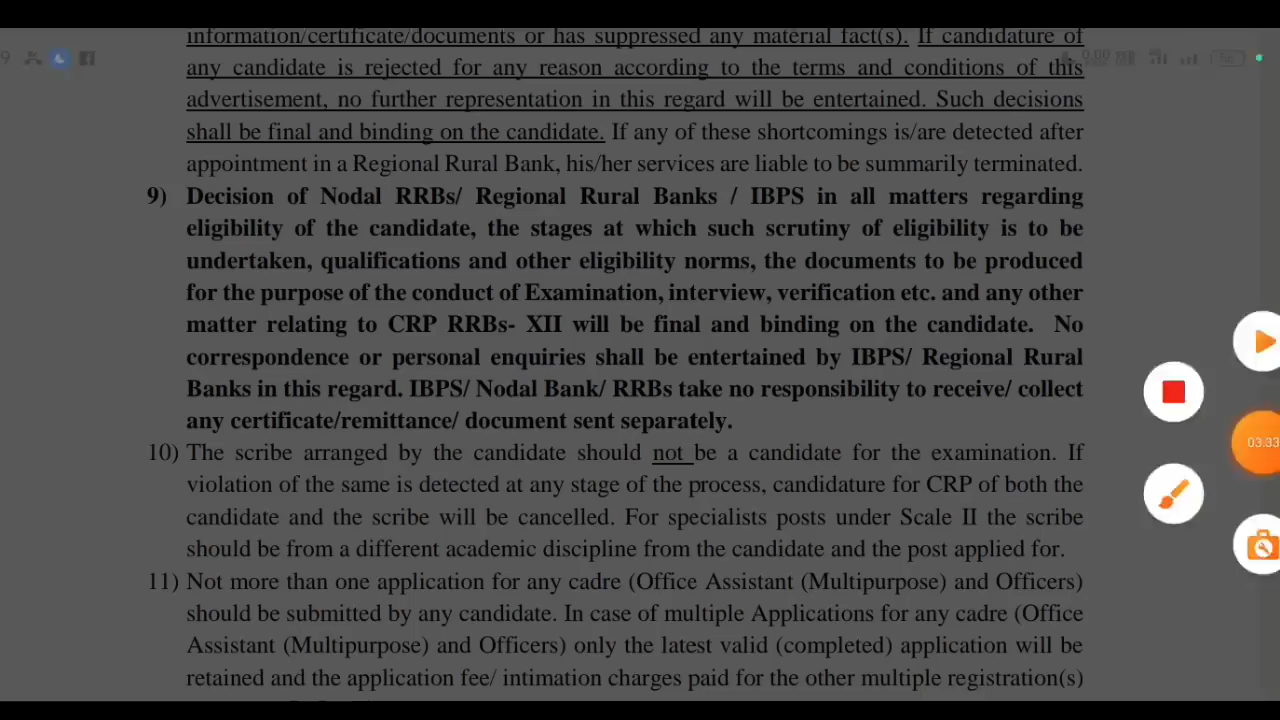 information/certificate/documents or has suppressed any material fact(s). If candidature of
any candidate is rejected for any reason according to the terms and conditions of this
advertisement, no further representation in this regard will be entertained. Such decisions
shall be final and binding on the candidate. If any of these shortcomings is/are detected after
appointment in a Regional Rural Bank, his/her services are liable to be summarily terminated.
9) Decision of Nodal RRBs/ Regional Rural Banks / IBPS in all matters regarding
eligibility of the candidate, the stages at which such scrutiny of eligibility is to be
undertaken, qualifications and other eligibility norms, the documents to be produced
for the purpose of the conduct of Examination, interview, verification etc. and any other
matter relating to CRP RRBs- XII will be final and binding on the candidate. No
correspondence or personal enquiries shall be entertained by IBPS/ Regional Rural
Banks in this regard. IBPS/ Nodal Bank/ RRBs take no responsibility to receive/ collect
any certificate/remittance/ document sent separately.
10) The scribe arranged by the candidate should not be a candidate for the examination. If
violation of the same is detected at any stage of the process, candidature for CRP of both the
candidate and the scribe will be cancelled. For specialists posts under Scale II the scribe
should be from a different academic discipline from the candidate and the post applied for.
11) Not more than one application for any cadre (Office Assistant (Multipurpose) and Officers)
should be submitted by any candidate. In case of multiple Applications for any cadre (Office
Assistant (Multipurpose) and Officers) only the latest valid (completed) application will be
retained and the application fee/ intimation charges paid for the other multiple registration(s)
03:33